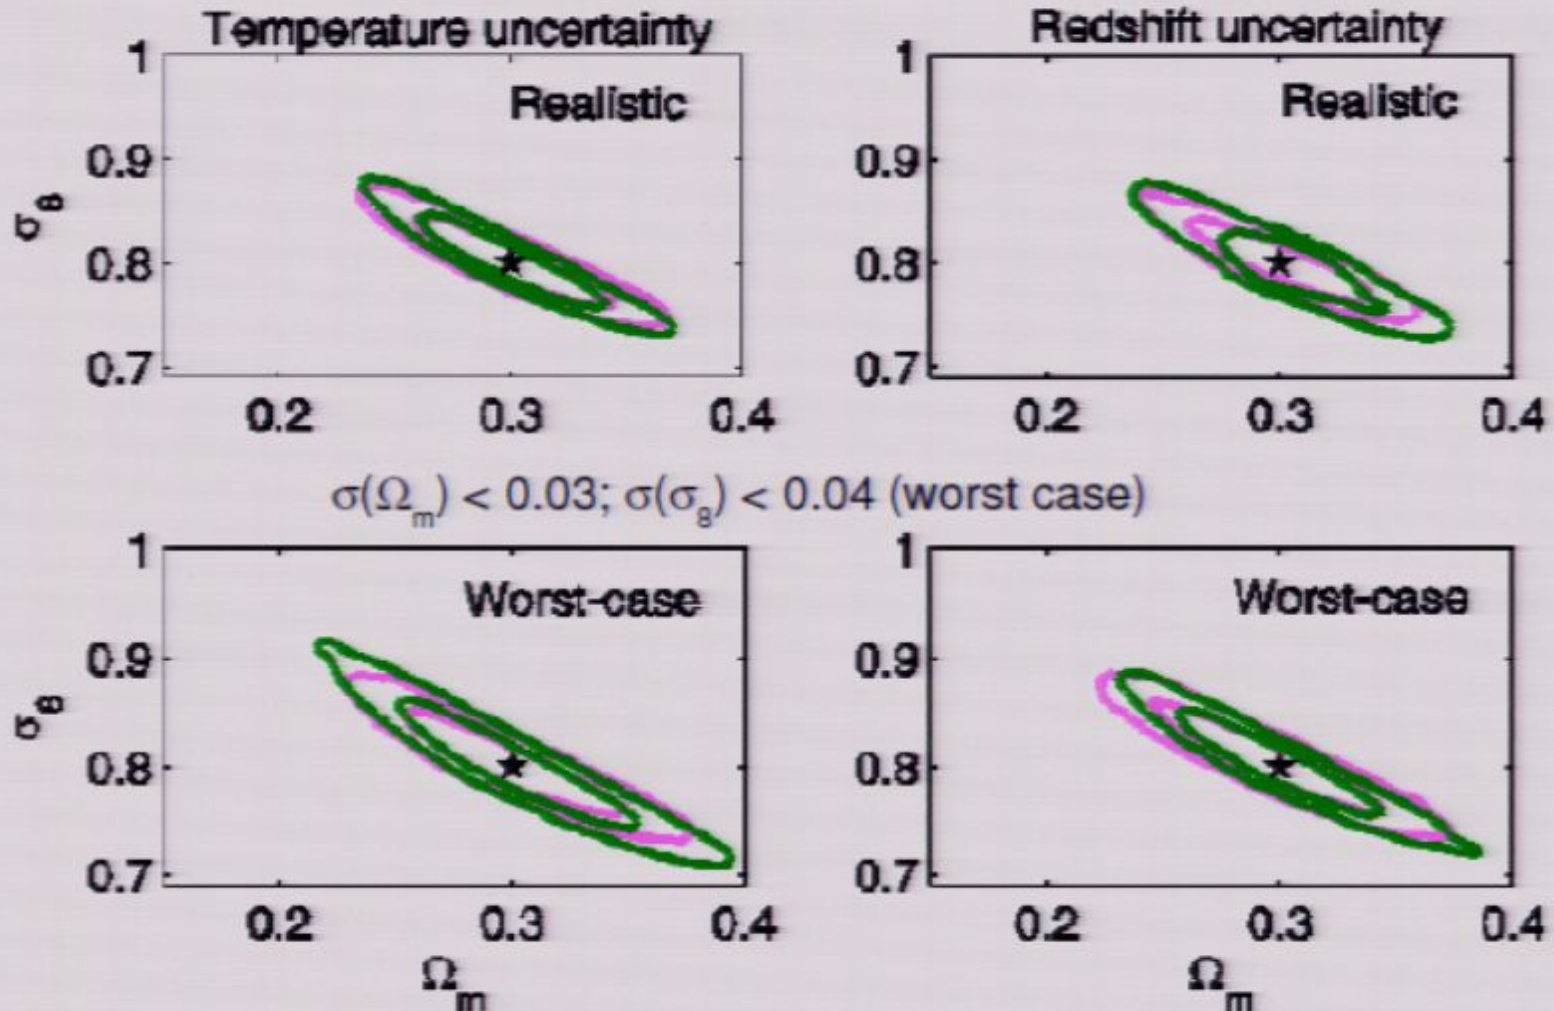 Temperature uncertainty
Redshift uncertainty
1
Realistic
0.9
σ8
0.8
0.7
0.2 0.3 0.4
1
Realistic
0.9
0.8
0.7
0.2 0.3 0.4
σ(Ωm) < 0.03; σ(σ8) < 0.04 (worst case)
1
Worst-case
0.9
σ8
0.8
0.7
0.2 0.3 0.4
Ωm
1
Worst-case
0.9
0.8
0.7
0.2 0.3 0.4
Ωm